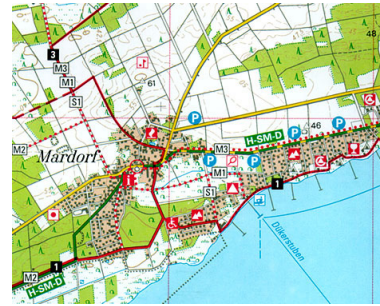 48
3
M3
M1
61
S1
P
P
46
H-SM-D
P
M3
M2
Mardorf
P
P
M1
S1
1
Dükerstuben
1
H-SM-D
M2